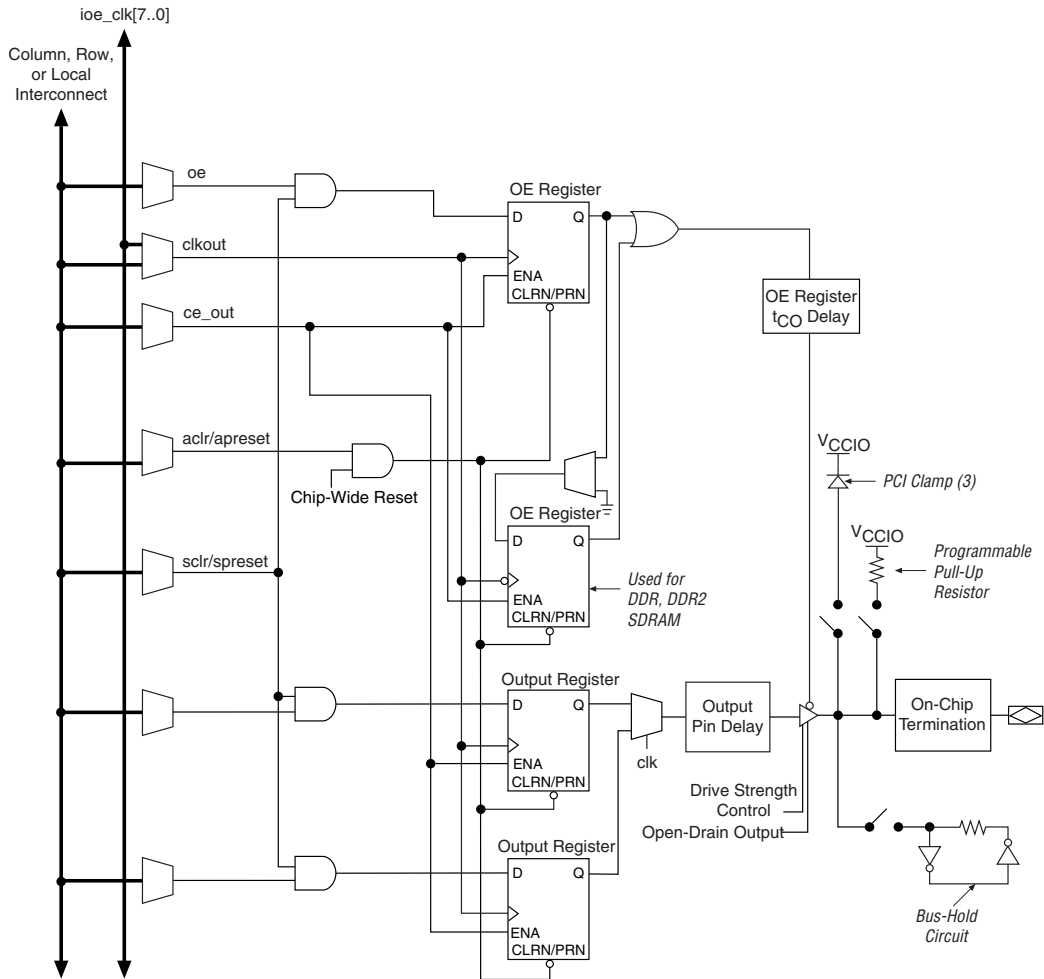 ioe_clk[7..0]
Column, Row,
or Local
Interconnect
oe
OE Register
D
Q
clkout
ENA
CLRN/PRN
OE Register
tCO Delay
ce_out
aclr/apreset
Chip-Wide Reset
VCCIO
PCI Clamp (3)
OE Register
D
Q
VCCIO
Programmable
Pull-Up
Resistor
sclr/spreset
ENA
CLRN/PRN
Used for
DDR, DDR2
SDRAM
Output Register
D
Q
ENA
CLRN/PRN
clk
Output
Pin Delay
On-Chip
Termination
Drive Strength
Control
Open-Drain Output
Output Register
D
Q
ENA
CLRN/PRN
Bus-Hold
Circuit